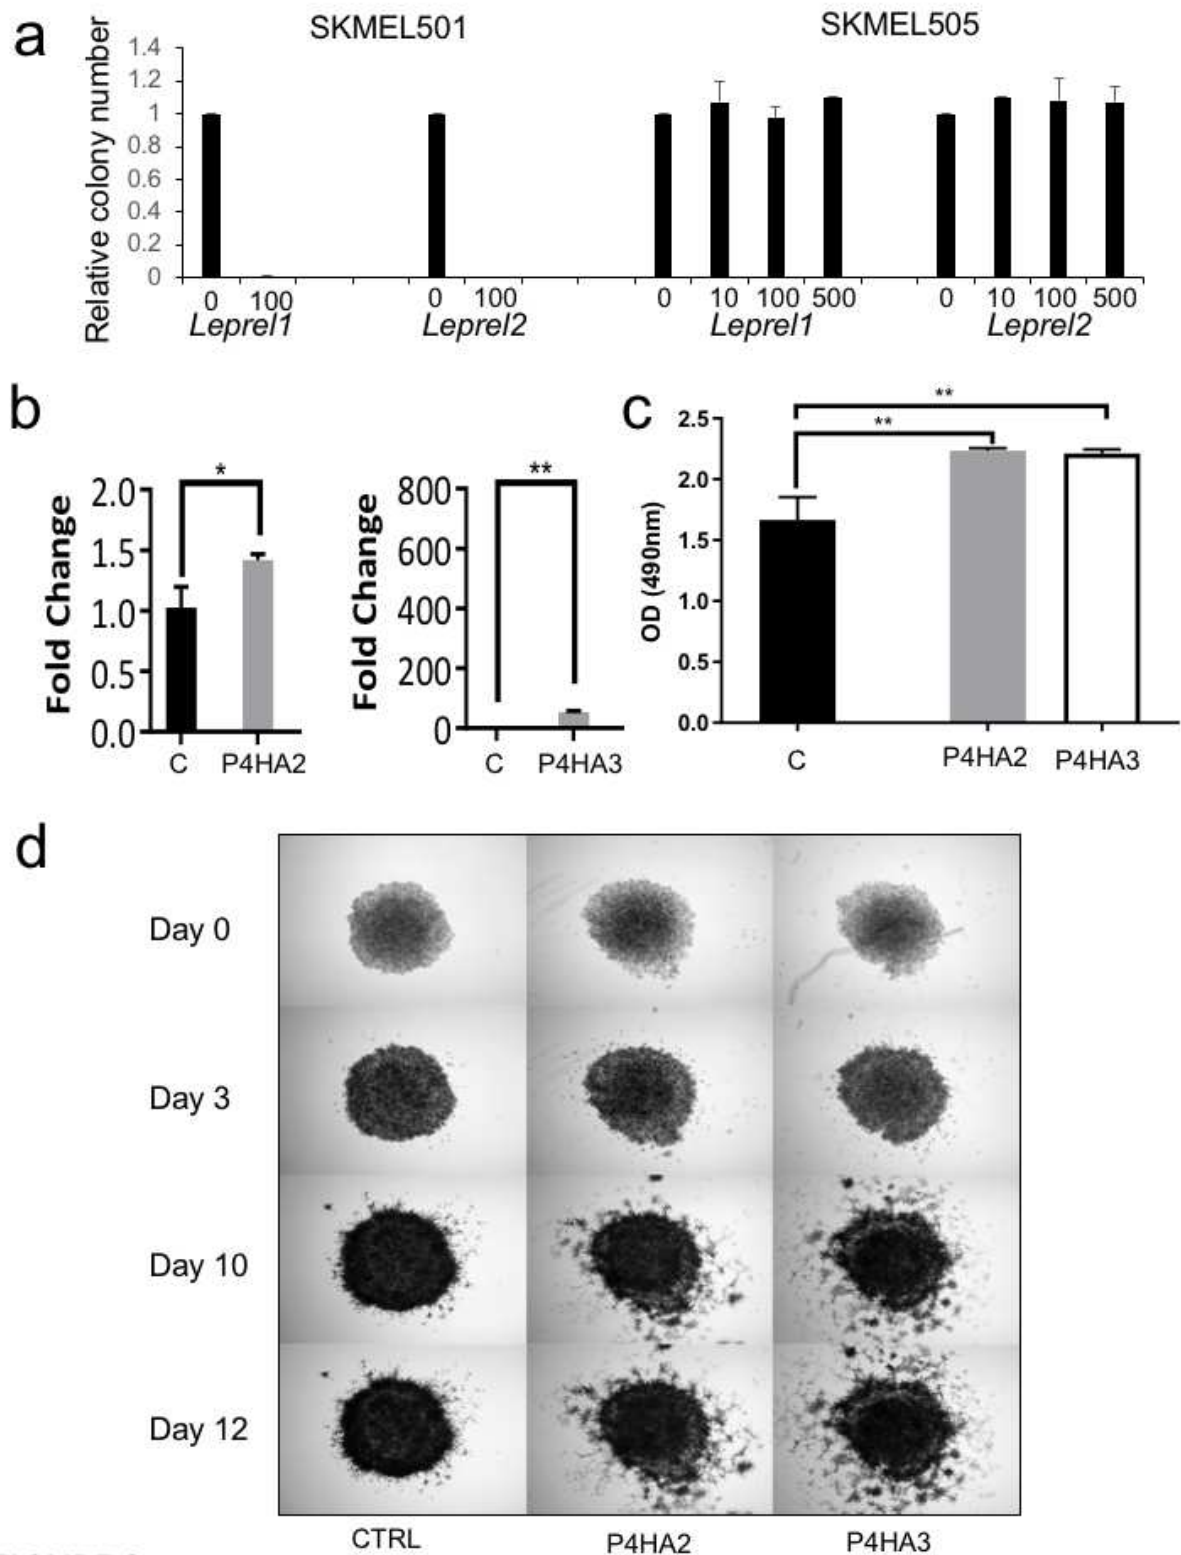 a
SKMEL501
SKMEL505
Relative colony number
1.4
1.2
1
0.8
0.6
0.4
0.2
0
0 100 0 100 0 10 100 500 0 10 100 500
Leprel1 Leprel2 Leprel1 Leprel2
b
Fold Change
2.0
1.5
1.0
0.5
0.0
*
C P4HA2
Fold Change
800
600
400
200
0
**
C P4HA3
c
OD (490nm)
2.5
2.0
1.5
1.0
0.5
0.0
**
**
C P4HA2 P4HA3
d
Day 0
Day 3
Day 10
Day 12
CTRL P4HA2 P4HA3